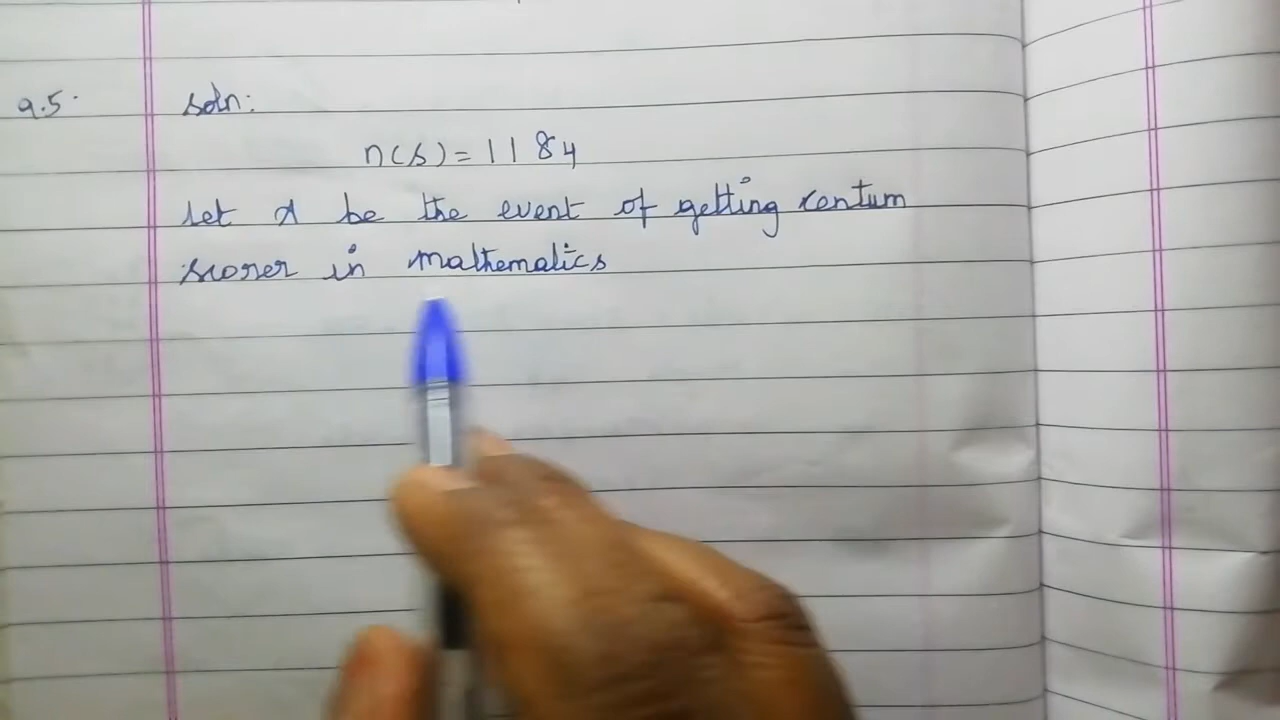 9.5. Soln:
n(s) = 1184
Let A be the event of getting centum
scorer in mathematics